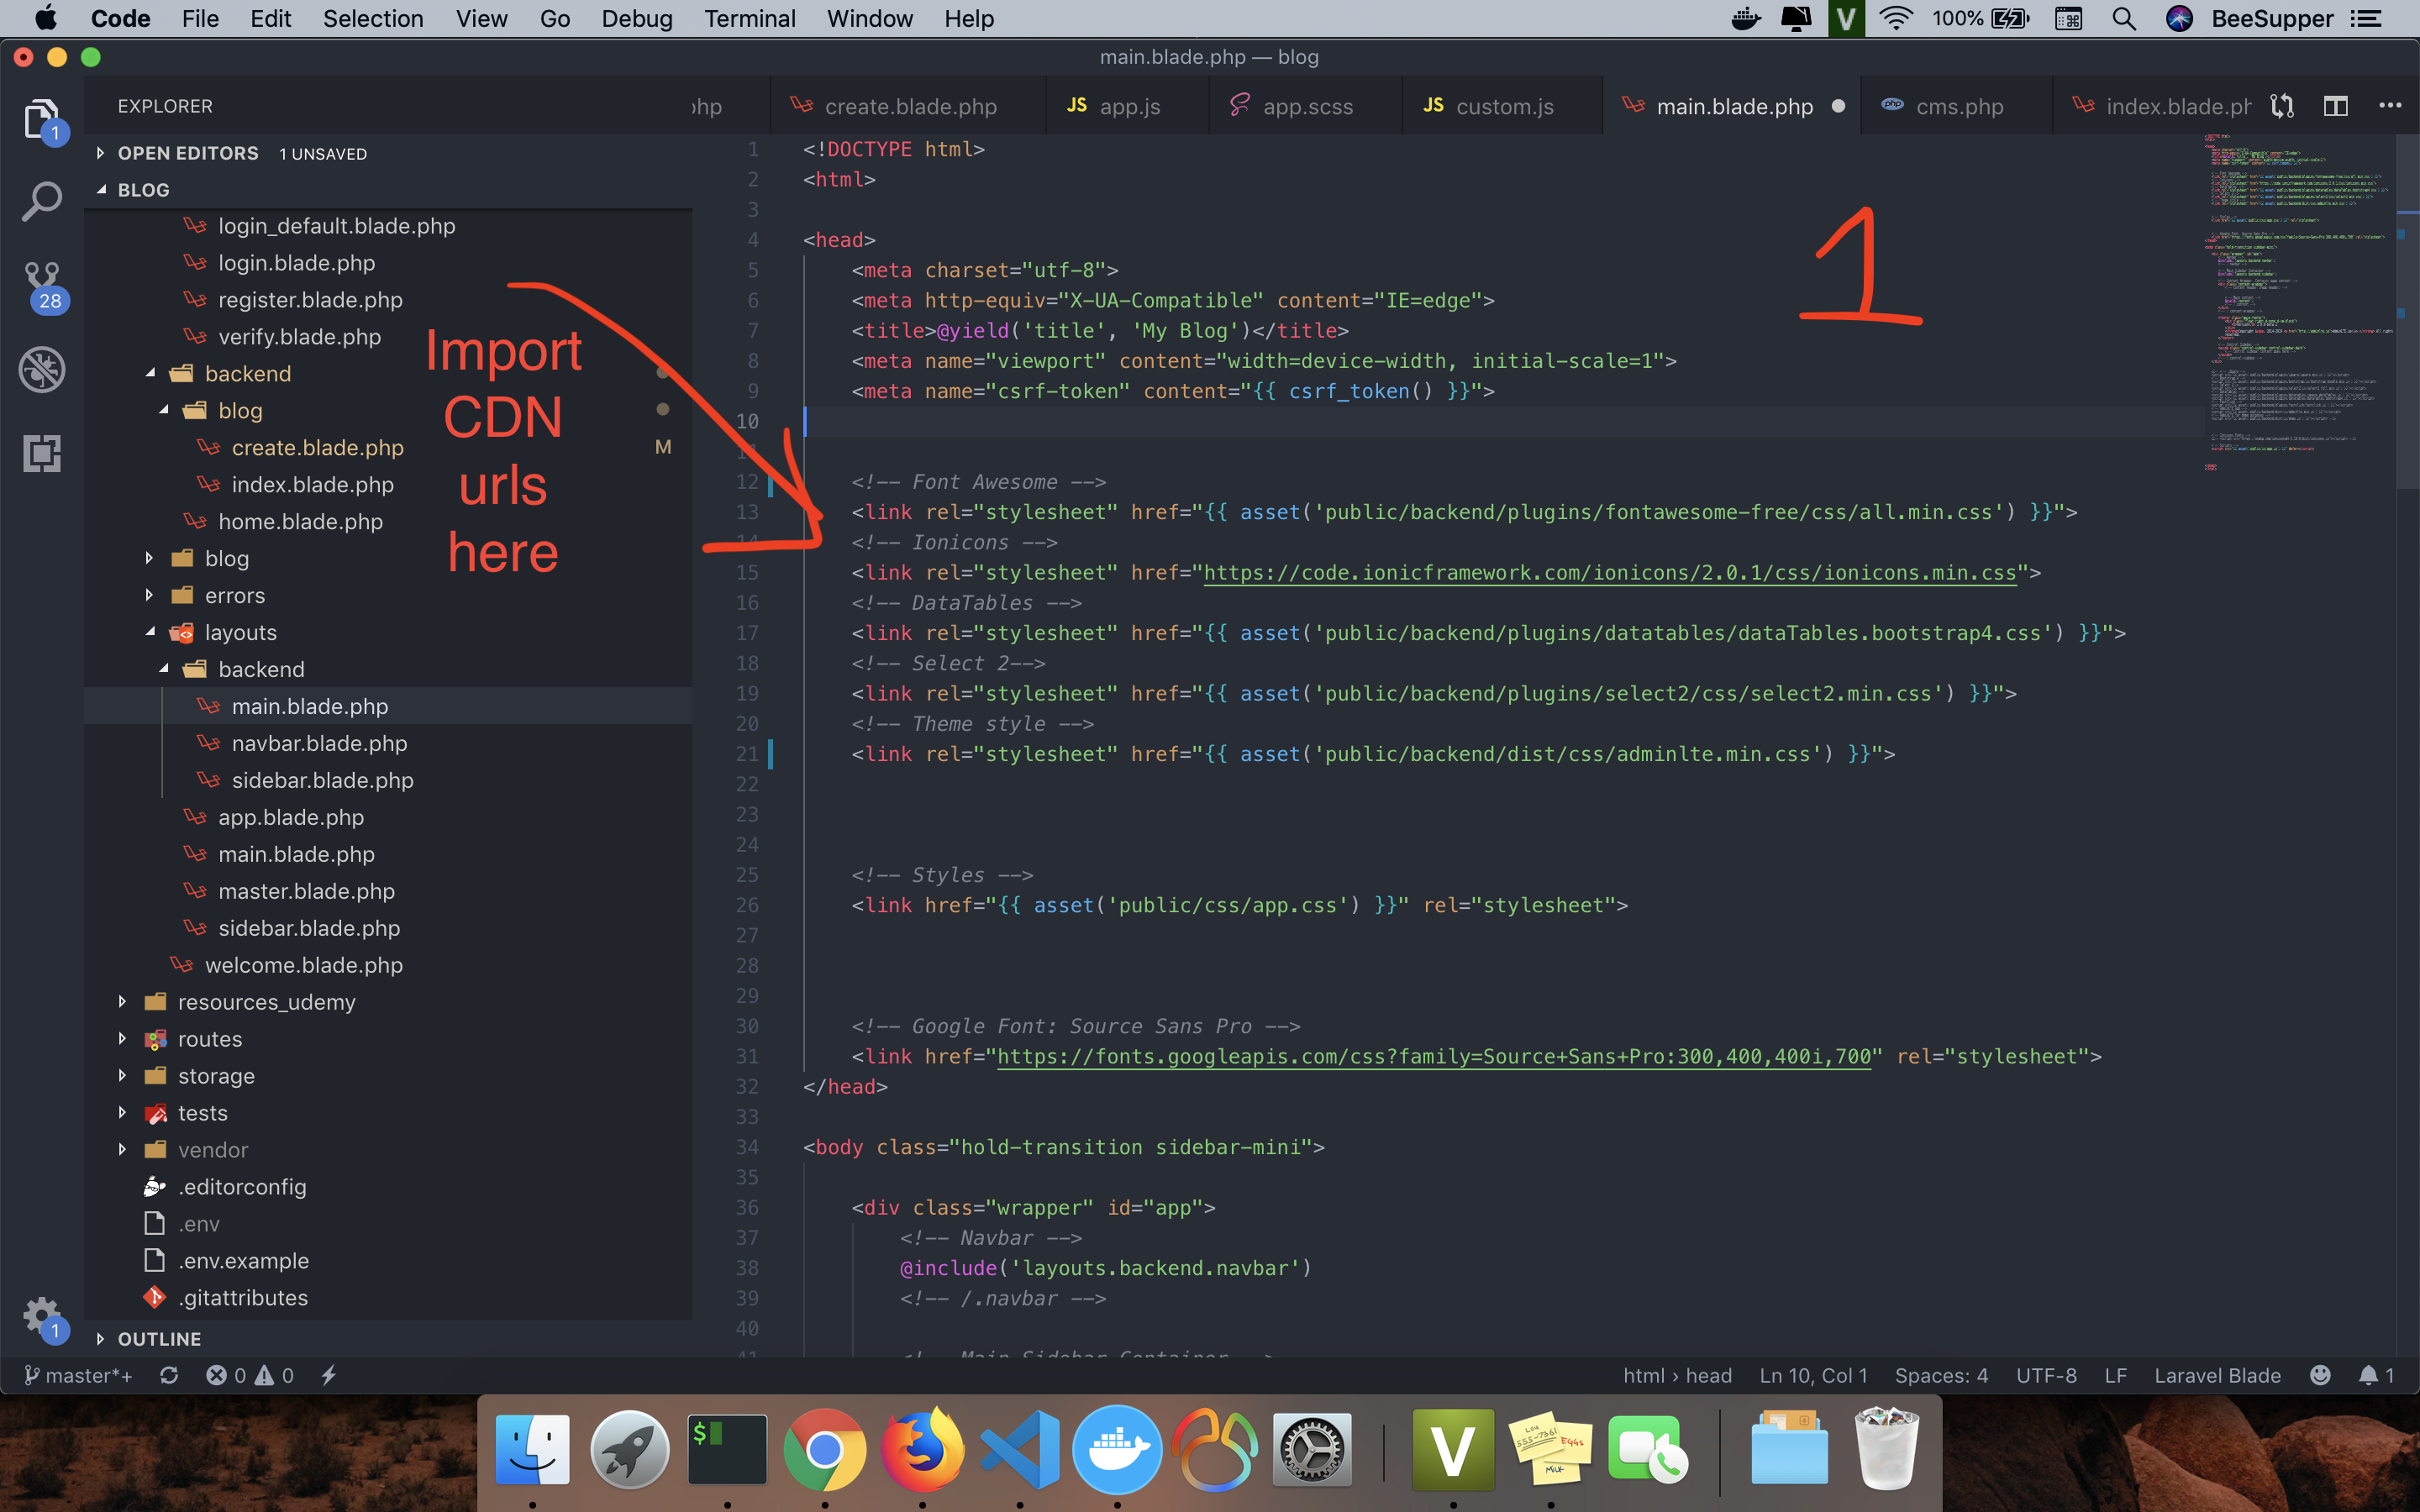 Code File Edit Selection View Go Debug Terminal Window Help V 100% BeeSupper
main.blade.php — blog
EXPLORER
create.blade.php JS app.js app.scss JS custom.js main.blade.php php cms.php index.blade.ph
OPEN EDITORS 1 UNSAVED
BLOG
login_default.blade.php
login.blade.php
register.blade.php
verify.blade.php
backend
blog
create.blade.php M
index.blade.php
home.blade.php
blog
errors
layouts
backend
main.blade.php
navbar.blade.php
sidebar.blade.php
app.blade.php
main.blade.php
master.blade.php
sidebar.blade.php
welcome.blade.php
resources_udemy
routes
storage
tests
vendor
.editorconfig
.env
.env.example
.gitattributes
OUTLINE
1
28
1
Import
CDN
urls
here
1
1 <!DOCTYPE html>
2 <html>
3
4 <head>
5 <meta charset="utf-8">
6 <meta http-equiv="X-UA-Compatible" content="IE=edge">
7 <title>@yield('title', 'My Blog')</title>
8 <meta name="viewport" content="width=device-width, initial-scale=1">
9 <meta name="csrf-token" content="{{ csrf_token() }}">
10
12 <!-- Font Awesome -->
13 <link rel="stylesheet" href="{{ asset('public/backend/plugins/fontawesome-free/css/all.min.css') }}">
14 <!-- Ionicons -->
15 <link rel="stylesheet" href="https://code.ionicframework.com/ionicons/2.0.1/css/ionicons.min.css">
16 <!-- DataTables -->
17 <link rel="stylesheet" href="{{ asset('public/backend/plugins/datatables/dataTables.bootstrap4.css') }}">
18 <!-- Select 2-->
19 <link rel="stylesheet" href="{{ asset('public/backend/plugins/select2/css/select2.min.css') }}">
20 <!-- Theme style -->
21 <link rel="stylesheet" href="{{ asset('public/backend/dist/css/adminlte.min.css') }}">
22
23
24
25 <!-- Styles -->
26 <link href="{{ asset('public/css/app.css') }}" rel="stylesheet">
27
28
29
30 <!-- Google Font: Source Sans Pro -->
31 <link href="https://fonts.googleapis.com/css?family=Source+Sans+Pro:300,400,400i,700" rel="stylesheet">
32 </head>
33
34 <body class="hold-transition sidebar-mini">
35
36 <div class="wrapper" id="app">
37 <!-- Navbar -->
38 @include('layouts.backend.navbar')
39 <!-- /.navbar -->
40
41 <!-- Main Sidebar Container -->
master*+ 0 0 html › head Ln 10, Col 1 Spaces: 4 UTF-8 LF Laravel Blade 1